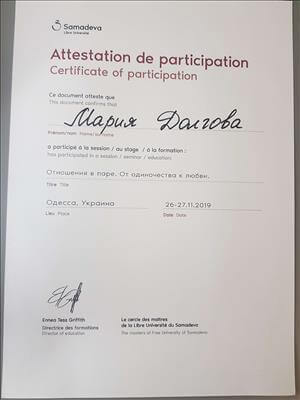 Samadeva
Libre Université
Attestation de participation
Certificate of participation
Ce document atteste que
This document confirms that
Мария Долгова
Prénom/nom Name/surname
a participé à la session / au stage / à la formation :
has participated in a session / seminar / education:
Отношения в паре. От одиночества к любви.
Titre Title
Одесса, Украина 26-27.11.2019
Lieu Place Date Date
Ennea Tess Griffith Le cercle des maîtres
Directrice des formations de la Libre Université du Samadeva
Director of education The masters of Free University of Samadeva